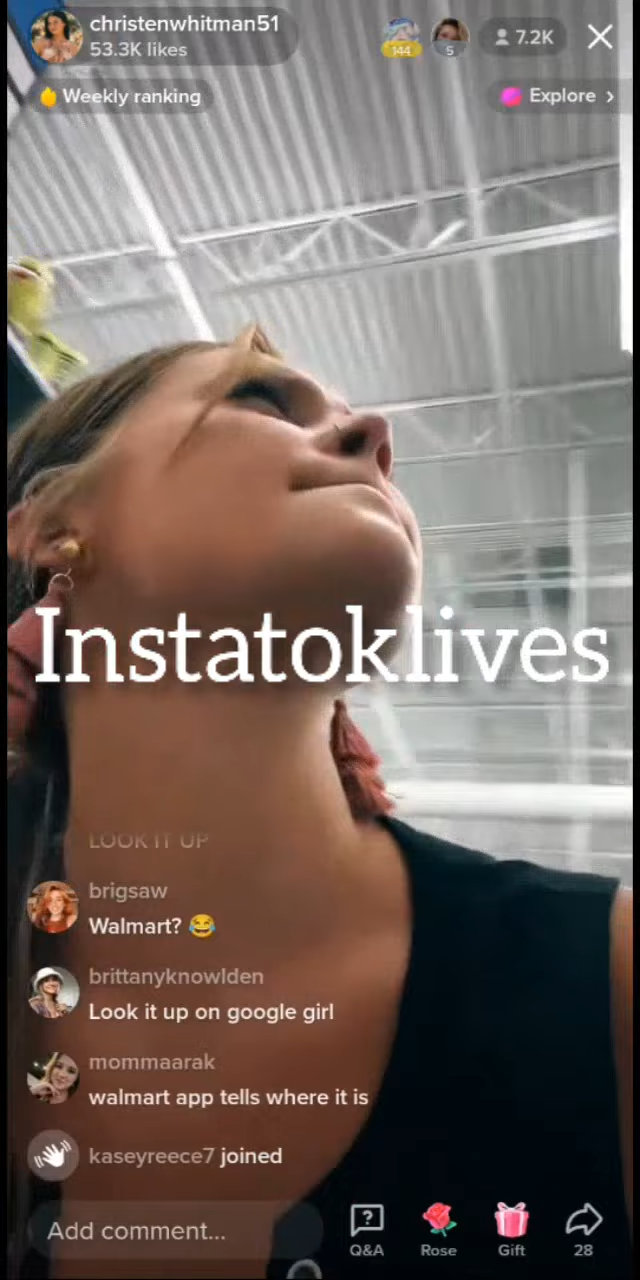 christenwhitman51
53.3K likes
144
5
7.2K
Weekly ranking
Explore
Instatoklives
LOOK IT UP
brigsaw
Walmart? 😂
brittanyknowlden
Look it up on google girl
mommaarak
walmart app tells where it is
kaseyreece7 joined
Add comment...
Q&A
Rose
Gift
28